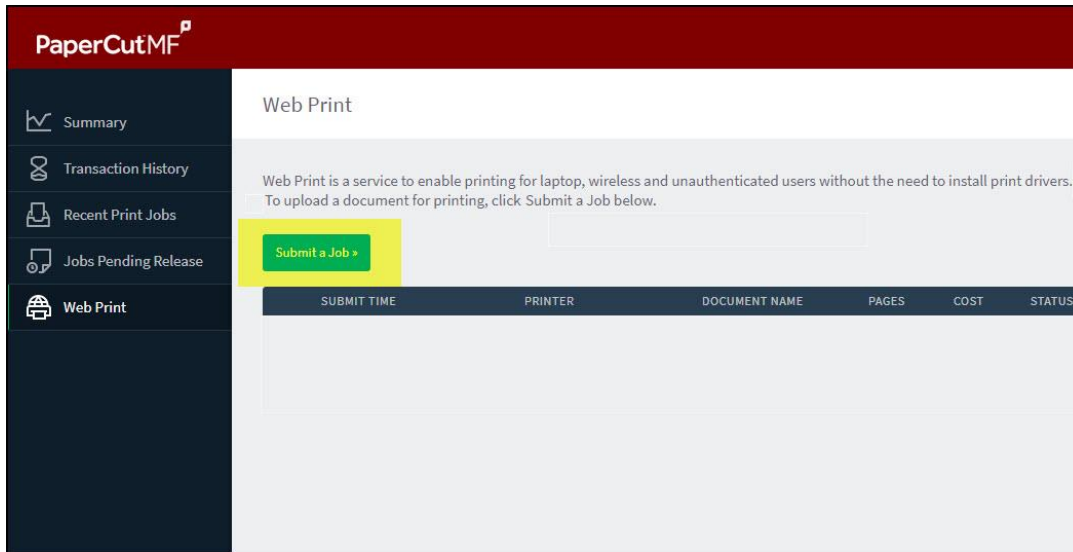 PaperCutMF
Summary
Transaction History
Recent Print Jobs
Jobs Pending Release
Web Print
Web Print
Web Print is a service to enable printing for laptop, wireless and unauthenticated users without the need to install print drivers.
To upload a document for printing, click Submit a Job below.
Submit a Job »
SUBMIT TIME PRINTER DOCUMENT NAME PAGES COST STATUS